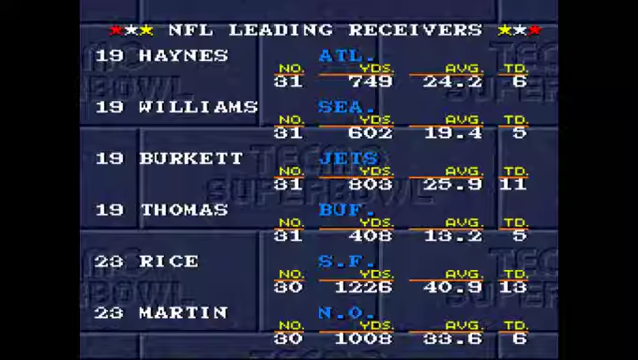 NFL LEADING RECEIVERS
19 HAYNES ATL.
NO. YDS. AVG. TD.
31 749 24.2 6
19 WILLIAMS SEA.
NO. YDS. AVG. TD.
31 602 19.4 5
19 BURKETT JETS
NO. YDS. AVG. TD.
31 803 25.9 11
19 THOMAS BUF.
NO. YDS. AVG. TD.
31 408 13.2 5
23 RICE S.F.
NO. YDS. AVG. TD.
30 1226 40.9 13
23 MARTIN N.O.
NO. YDS. AVG. TD.
30 1008 33.6 6
TECMO
SUPERBOWL